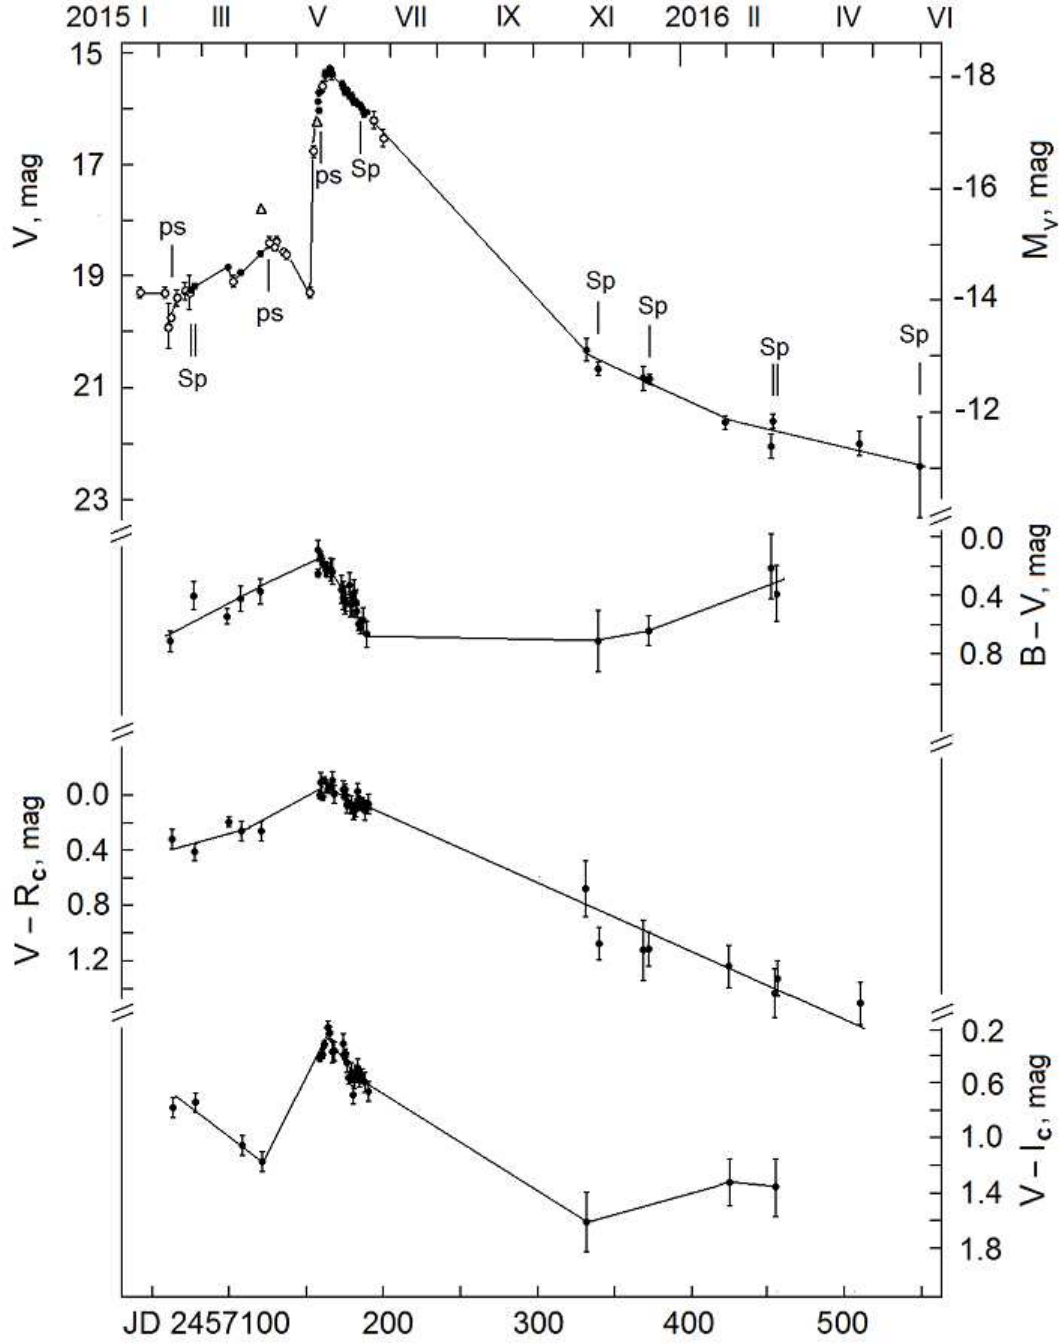 2015 I III V VII IX XI 2016 II IV VI
15
17
19
21
23
V, mag
-18
-16
-14
-12
Mv, mag
ps
Sp
ps
ps
Sp
Sp
Sp
Sp
Sp
0.0
0.4
0.8
B – V, mag
0.0
0.4
0.8
1.2
V – Rc, mag
0.2
0.6
1.0
1.4
1.8
V – Ic, mag
JD 2457100 200 300 400 500